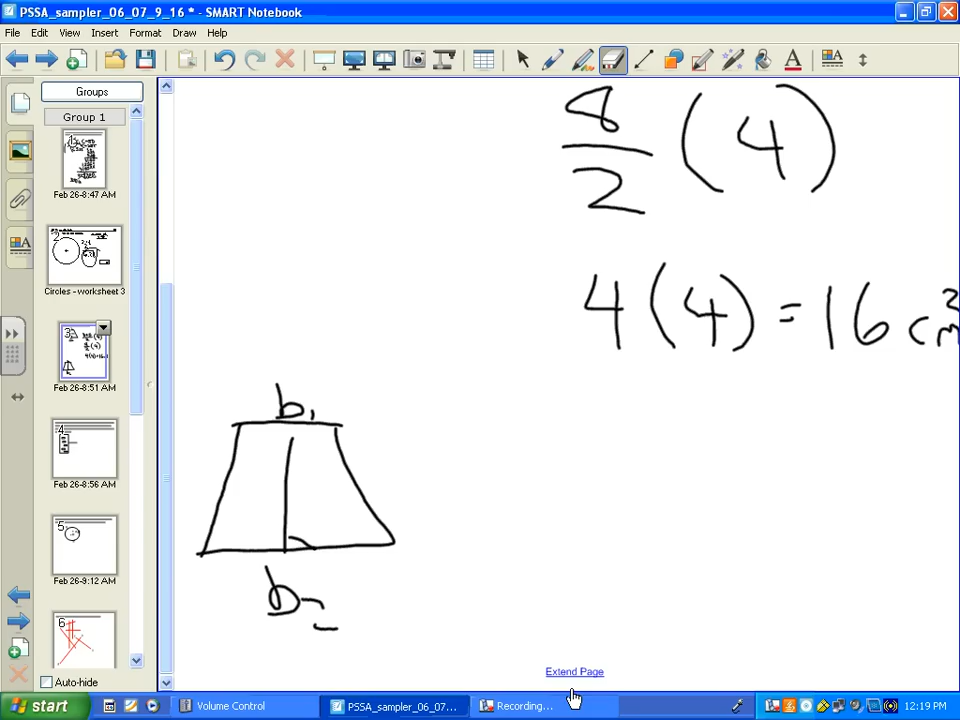 PSSA_sampler_06_07_9_16 * - SMART Notebook
File Edit View Insert Format Draw Help
Groups
Group 1
Feb 26-8:47 AM
Circles - worksheet 3
Feb 26-8:51 AM
Feb 26-8:56 AM
Feb 26-9:12 AM
Auto-hide
8/2 (4)
4(4) = 16 cm²
b₁
b₂
Extend Page
start
Volume Control
PSSA_sampler_06_07...
Recording...
12:19 PM